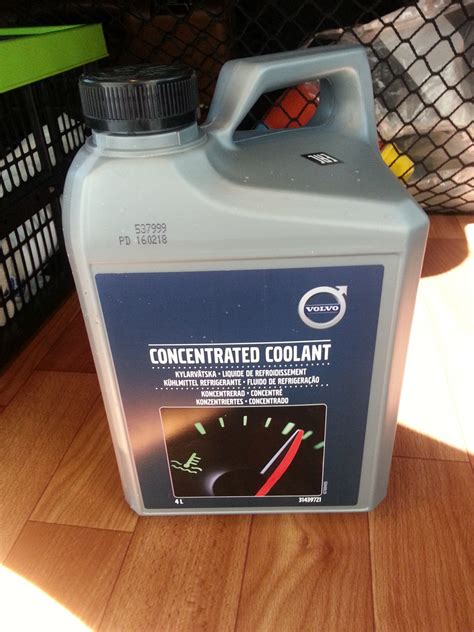 537999
PD 160218
VOLVO
CONCENTRATED COOLANT
KYLARVÄTSKA • LIQUIDE DE REFROIDISSEMENT
KÜHLMITTEL REFRIGERANTE • FLUIDO DE REFRIGERAÇÃO
KONCENTRERAD • CONCENTRÉ
KONZENTRIERTES • CONCENTRADO
4 L
31439721